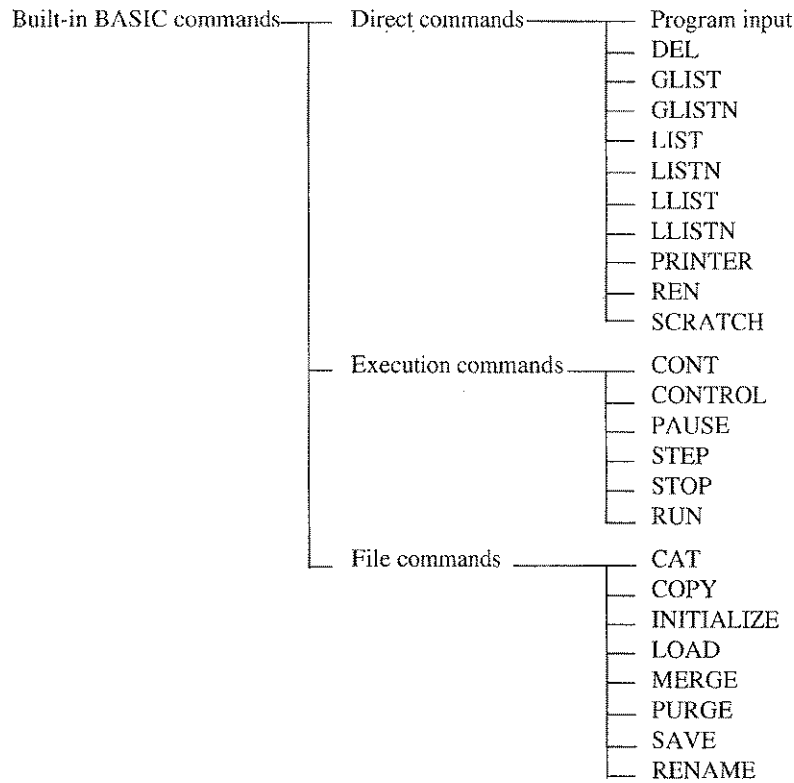 Built-in BASIC commands Direct commands Program input
DEL
GLIST
GLISTN
LIST
LISTN
LLIST
LLISTN
PRINTER
REN
SCRATCH
Execution commands CONT
CONTROL
PAUSE
STEP
STOP
RUN
File commands CAT
COPY
INITIALIZE
LOAD
MERGE
PURGE
SAVE
RENAME